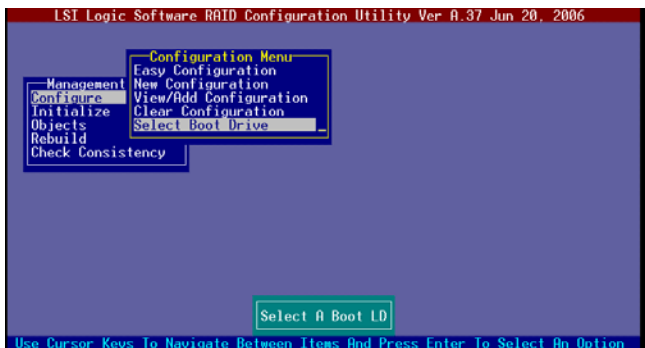 LSI Logic Software RAID Configuration Utility Ver A.37 Jun 20, 2006
Configuration Menu
Easy Configuration
New Configuration
View/Add Configuration
Clear Configuration
Select Boot Drive
Management
Configure
Initialize
Objects
Rebuild
Check Consistency
Select A Boot LD
Use Cursor Keys To Navigate Between Items And Press Enter To Select An Option